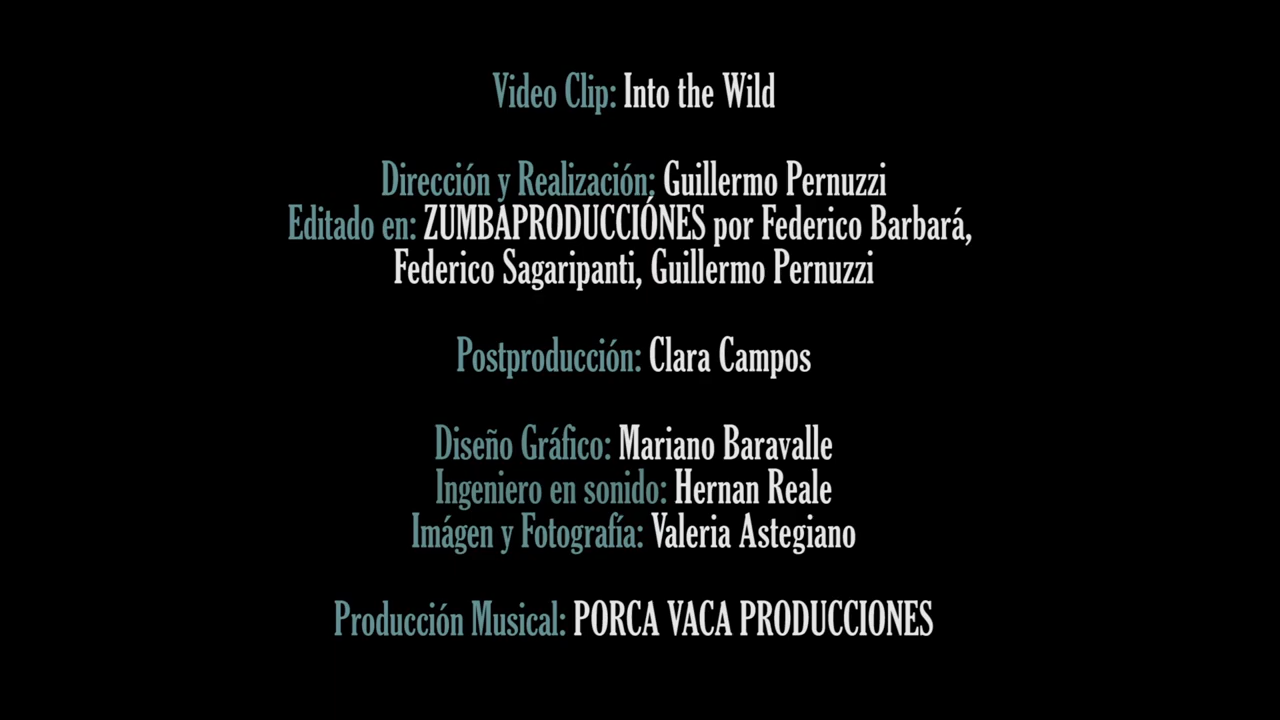 Video Clip: Into the Wild
Dirección y Realización: Guillermo Pernuzzi
Editado en: ZUMBAPRODUCCIÓNES por Federico Barbará,
Federico Sagaripanti, Guillermo Pernuzzi
Postproducción: Clara Campos
Diseño Gráfico: Mariano Baravalle
Ingeniero en sonido: Hernan Reale
Imágen y Fotografía: Valeria Astegiano
Producción Musical: PORCA VACA PRODUCCIONES